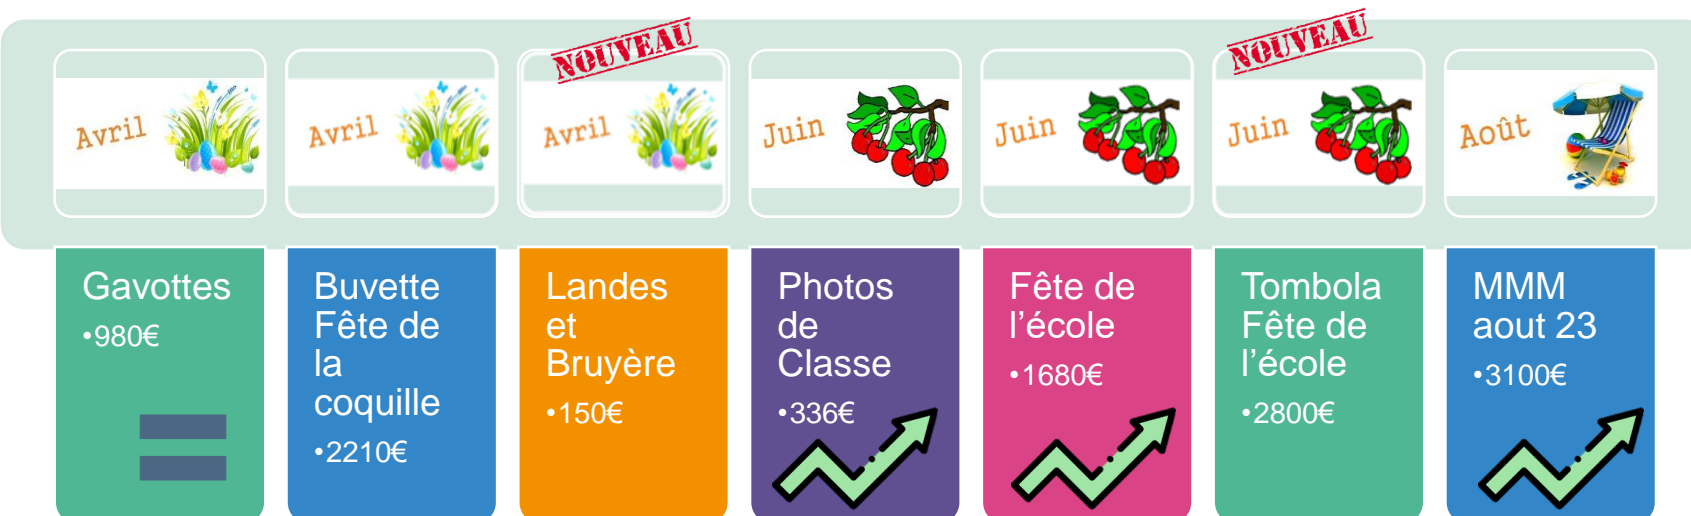 NOUVEAU
NOUVEAU
Avril
Avril
Avril
Juin
Juin
Juin
Août
Gavottes
•980€
Buvette
Fête de
la
coquille
•2210€
Landes
et
Bruyère
•150€
Photos
de
Classe
•336€
Fête de
l’école
•1680€
Tombola
Fête de
l’école
•2800€
MMM
aout 23
•3100€